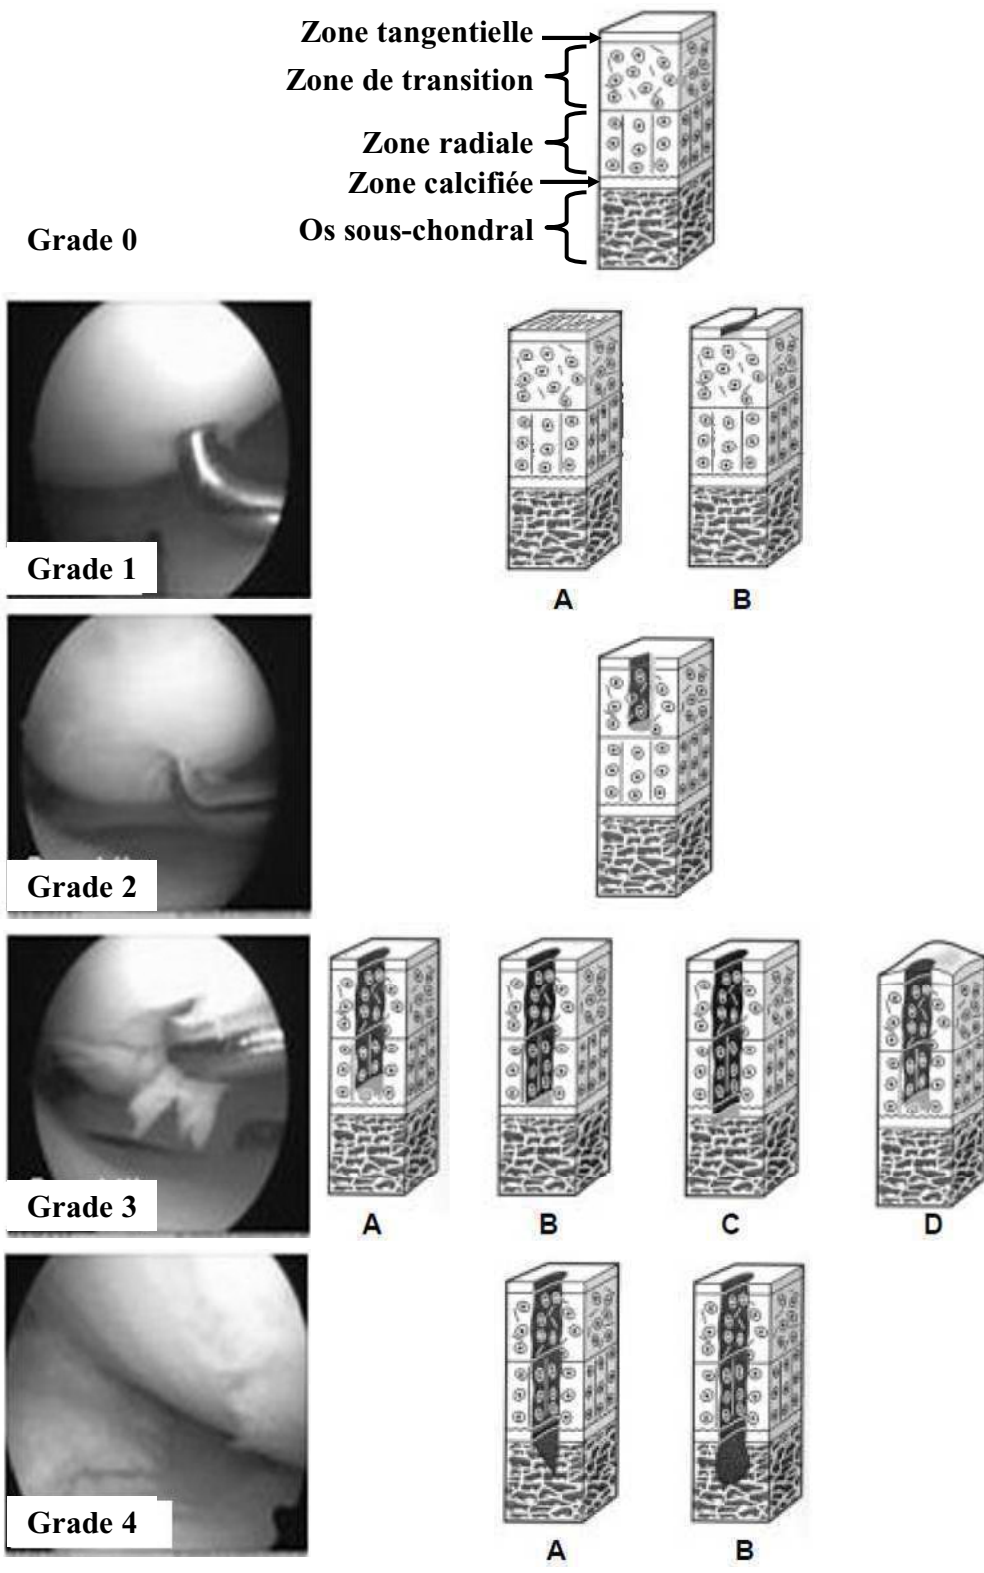 Zone tangentielle
Zone de transition
Zone radiale
Zone calcifiée
Os sous-chondral
Grade 0
Grade 1
A
B
Grade 2
Grade 3
A
B
C
D
Grade 4
A
B